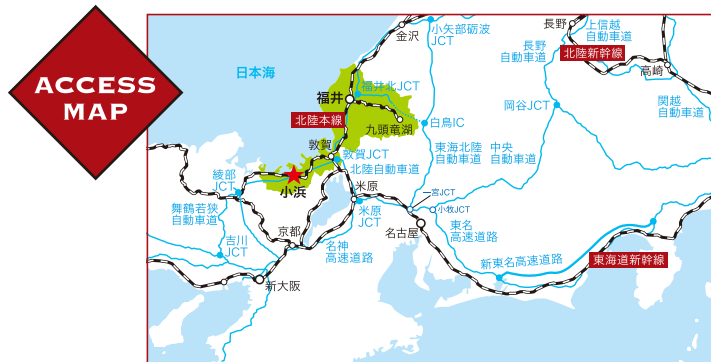 ACCESS
MAP
日本海
金沢
小矢部砺波
JCT
長野
上信越
自動車道
北陸新幹線
長野
自動車道
高崎
関越
自動車道
福井北JCT
福井
北陸本線
九頭竜湖
白鳥IC
岡谷JCT
東海北陸
自動車道
中央
自動車道
敦賀
敦賀JCT
北陸自動車道
綾部
JCT
小浜
米原
一宮JCT
小牧JCT
舞鶴若狭
自動車道
米原
JCT
京都
名古屋
東名
高速道路
吉川
JCT
名神
高速道路
新東名高速道路
東海道新幹線
新大阪